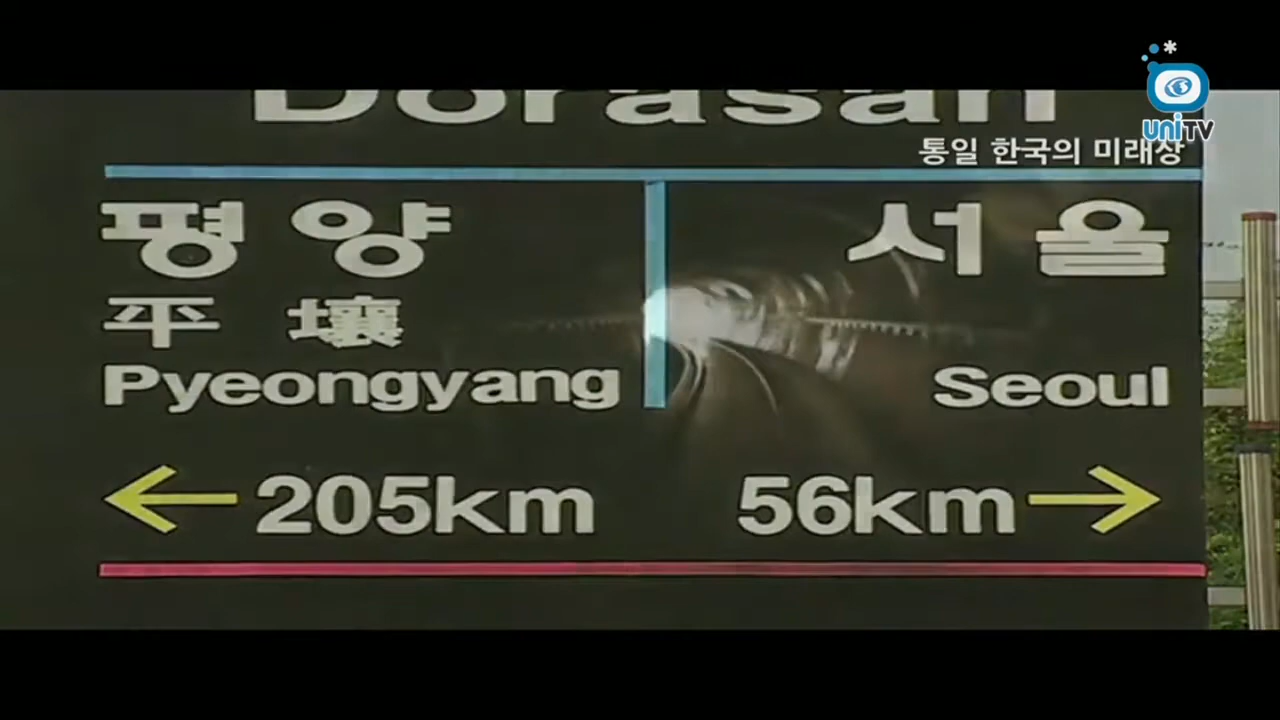 uniTV
Dorasan
통일 한국의 미래상
평양 서울
平壤
Pyeongyang Seoul
← 205km 56km →